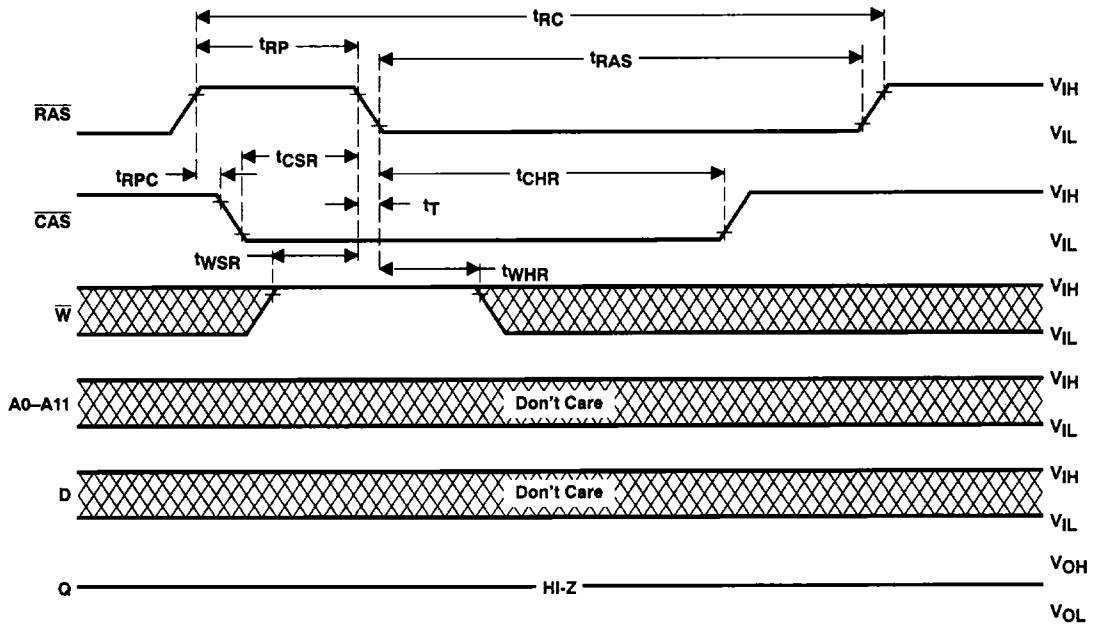 tRC
tRP
tRAS
RAS
VIH
VIL
tCSR
tRPC
tCHR
CAS
VIH
tT
VIL
tWSR
tWHR
W
VIH
VIL
A0–A11
Don't Care
VIH
VIL
D
Don't Care
VIH
VIL
VOH
Q
HI-Z
VOL